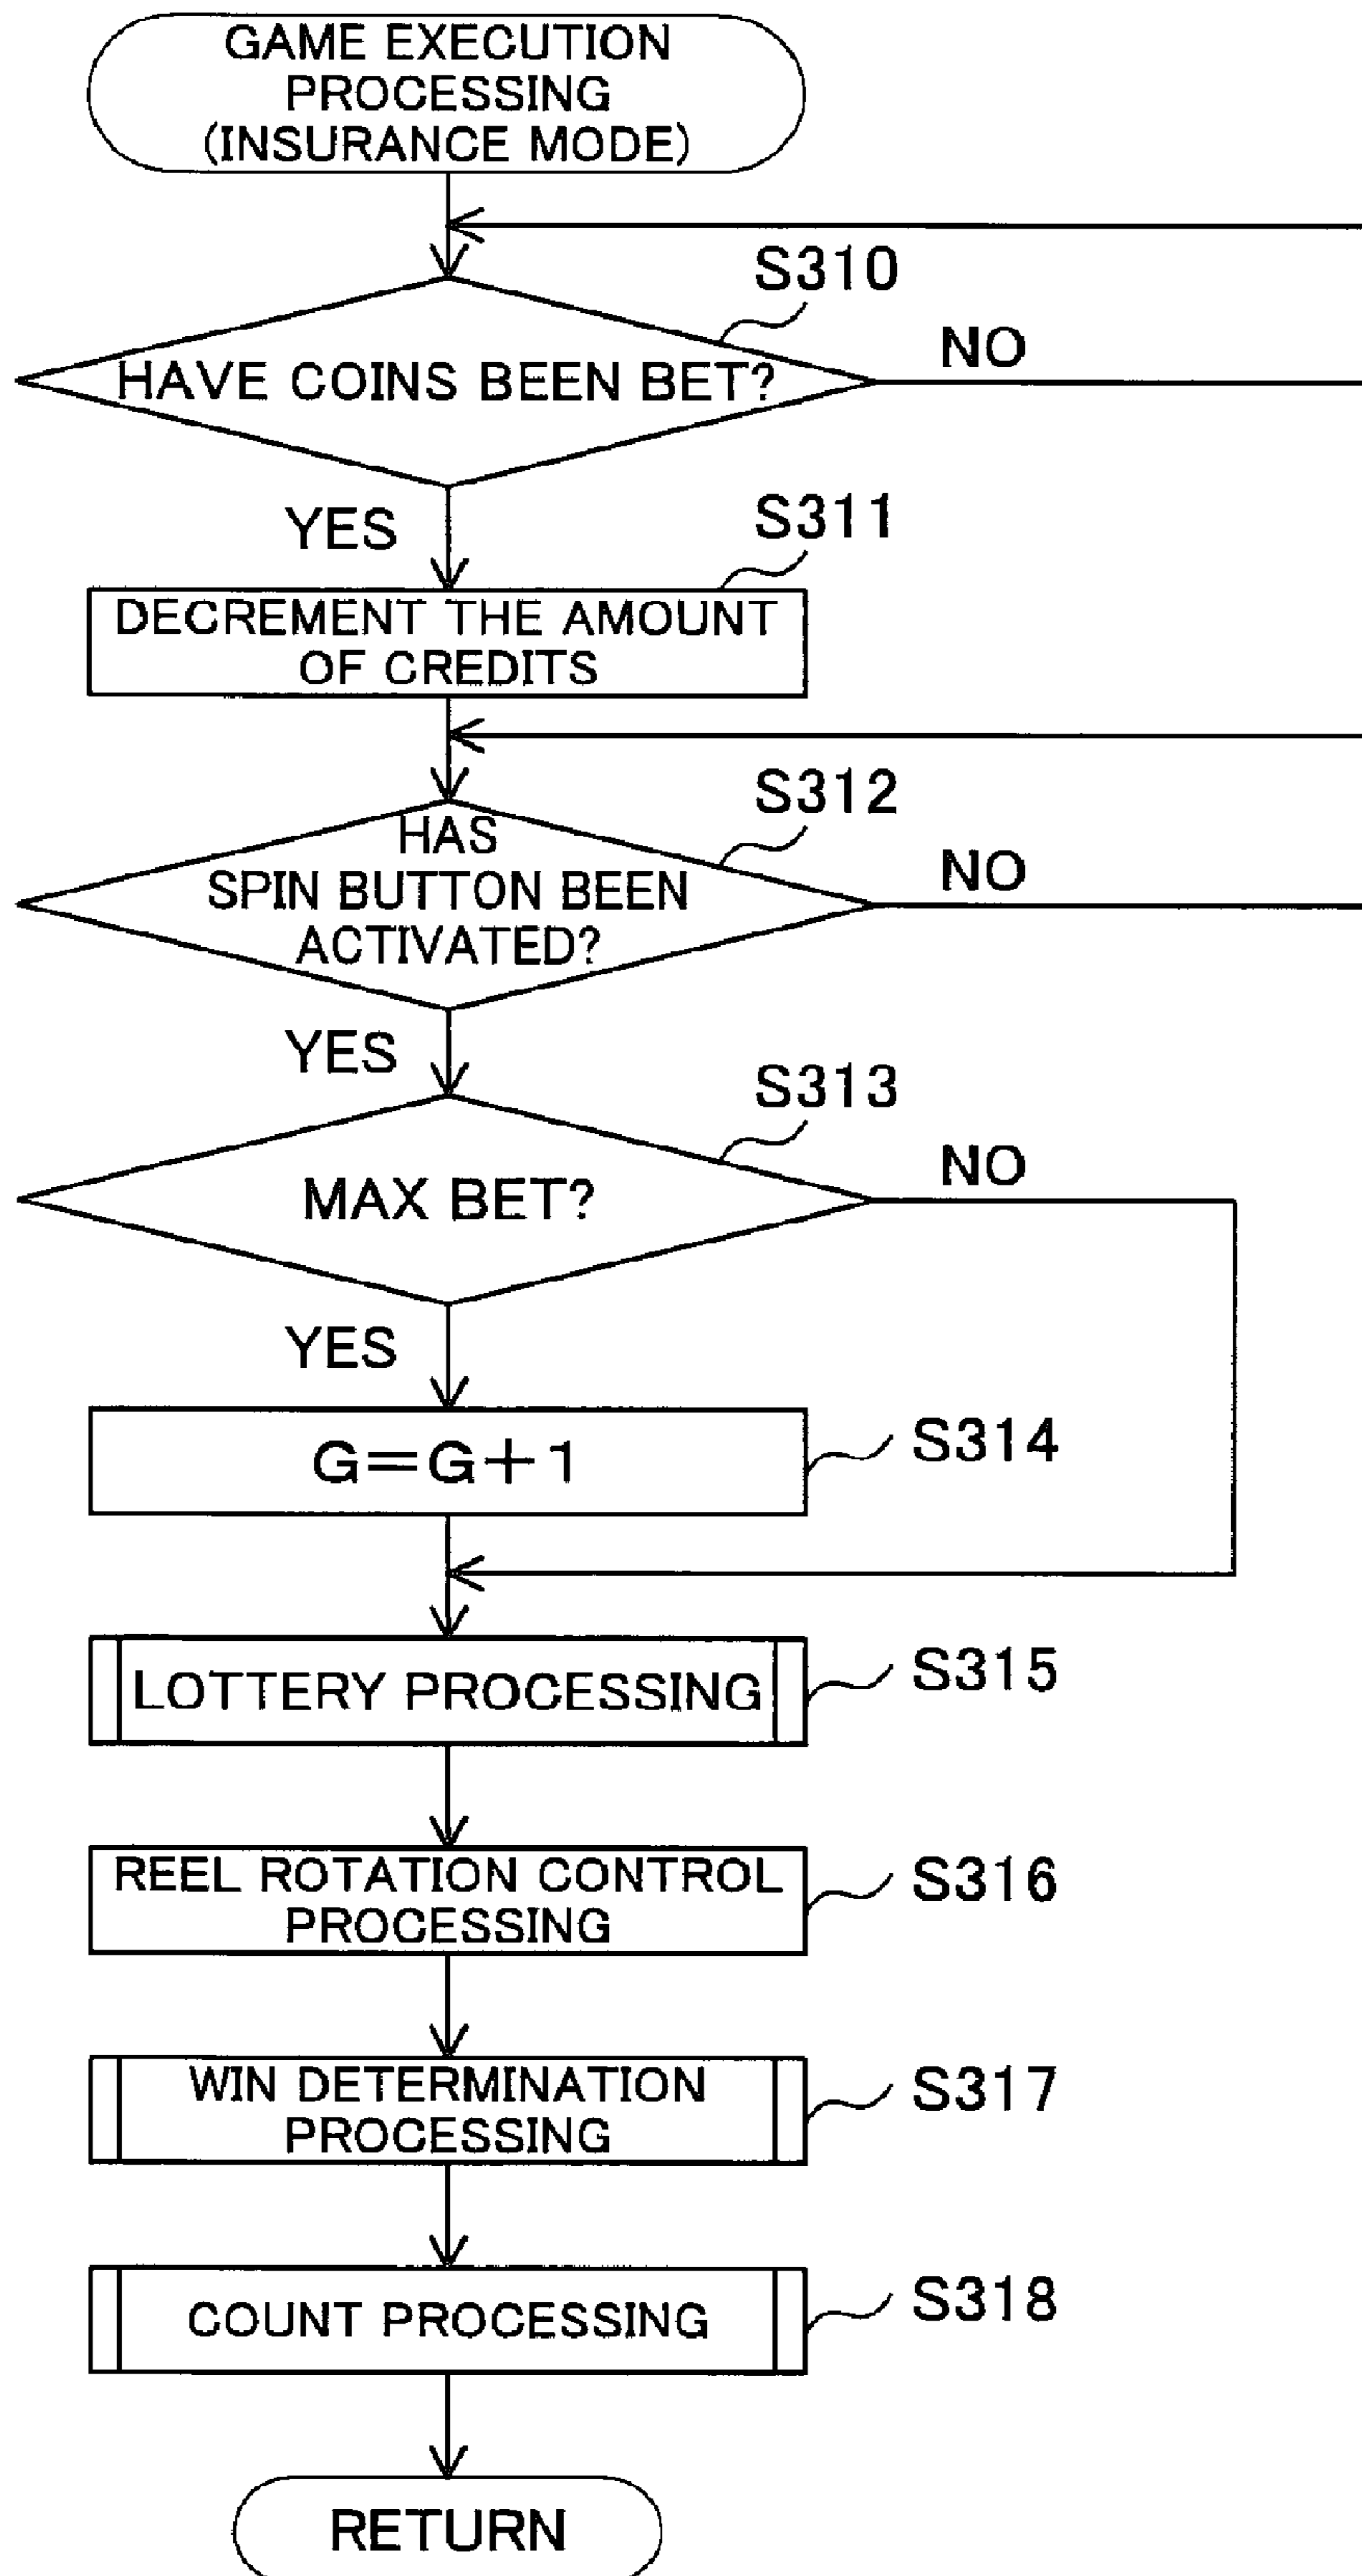 GAME EXECUTION
PROCESSING
(INSURANCE MODE)
S310
HAVE COINS BEEN BET?
NO
YES
S311
DECREMENT THE AMOUNT
OF CREDITS
S312
HAS
SPIN BUTTON BEEN
ACTIVATED?
NO
YES
S313
MAX BET?
NO
YES
G=G+1
S314
LOTTERY PROCESSING
S315
REEL ROTATION CONTROL
PROCESSING
S316
WIN DETERMINATION
PROCESSING
S317
COUNT PROCESSING
S318
RETURN